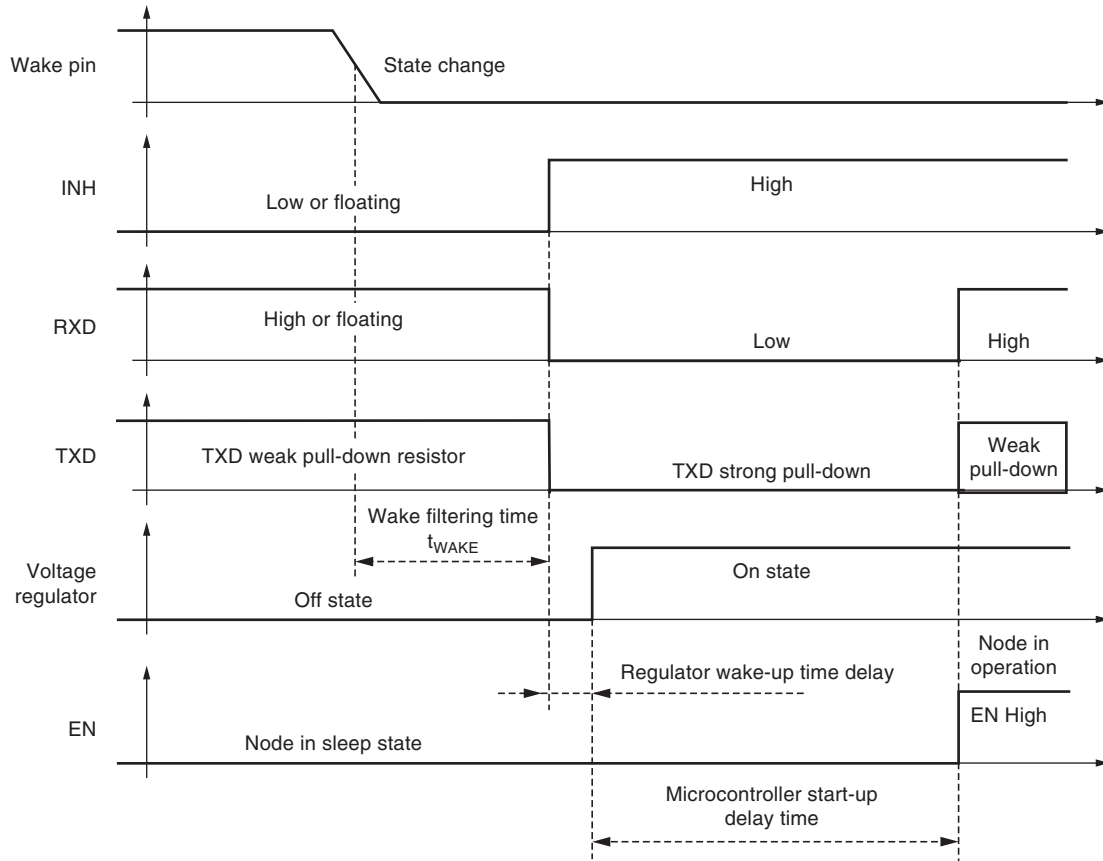 Wake pin
State change
INH
Low or floating
High
RXD
High or floating
Low
High
TXD
TXD weak pull-down resistor
TXD strong pull-down
Weak
pull-down
Wake filtering time
tWAKE
Voltage
regulator
Off state
On state
Regulator wake-up time delay
Node in
operation
EN
Node in sleep state
EN High
Microcontroller start-up
delay time